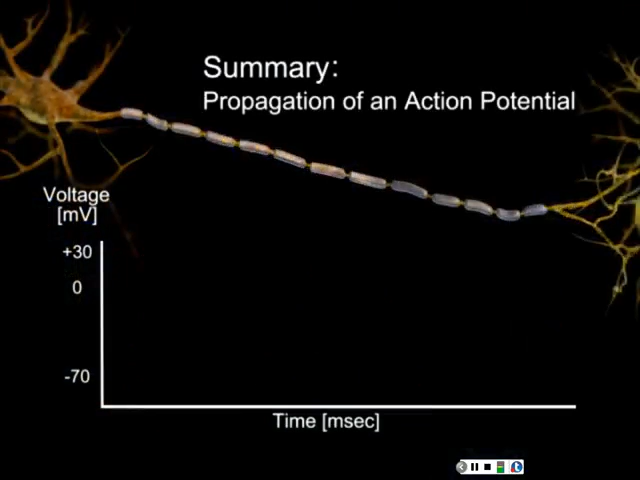 Summary:
Propagation of an Action Potential
Voltage
[mV]
+30
0
-70
Time [msec]